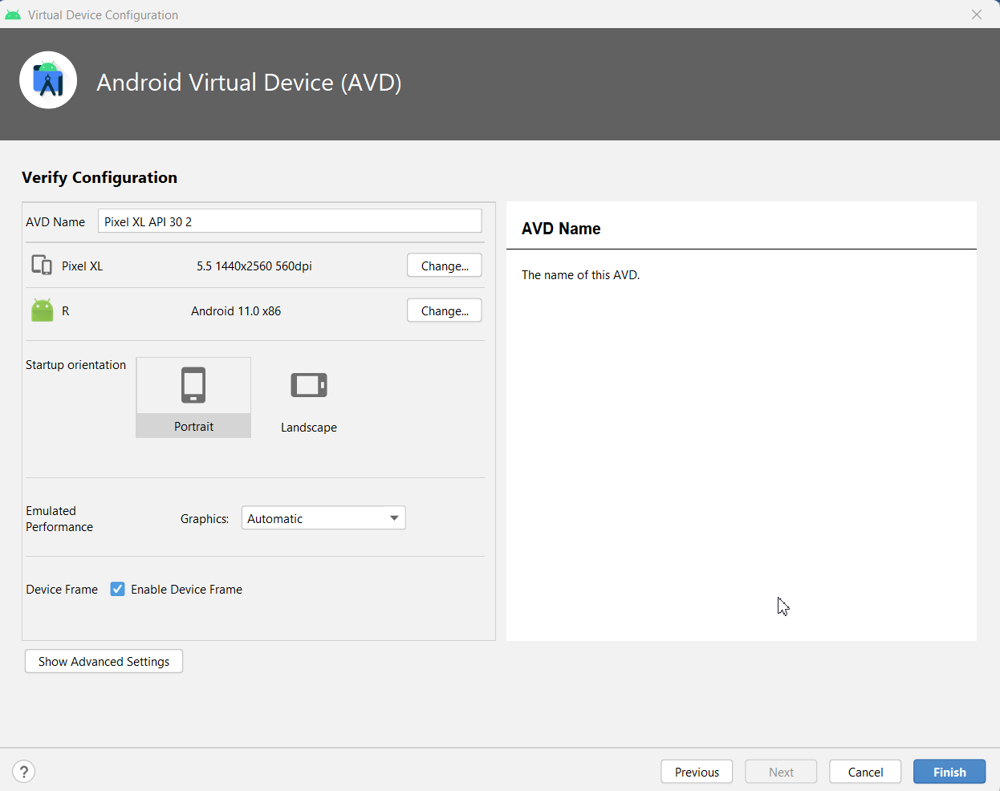 Virtual Device Configuration
Android Virtual Device (AVD)
Verify Configuration
AVD Name Pixel XL API 30 2
Pixel XL 5.5 1440x2560 560dpi Change...
R Android 11.0 x86 Change...
Startup orientation
Portrait Landscape
Emulated
Performance
Graphics: Automatic
Device Frame Enable Device Frame
Show Advanced Settings
AVD Name
The name of this AVD.
? Previous Next Cancel Finish